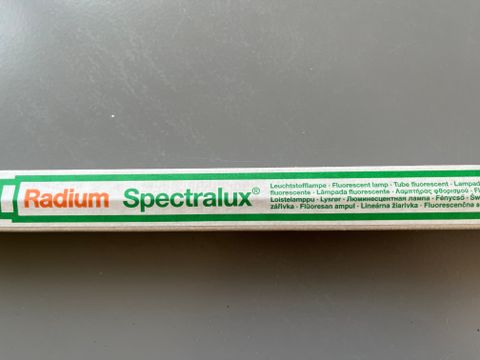 Radium Spectralux®
Leuchtstofflampe · Fluorescent lamp · Tube fluorescent · Lampada
fluorescente · Lâmpada fluorescente · Λαμπτήρας φθορισμού ·
Loistelamppu · Lysrør · Люминесцентная лампа · Fénycső ·
zářivka · Flüoresan ampul · Lineárna žiarivka ·